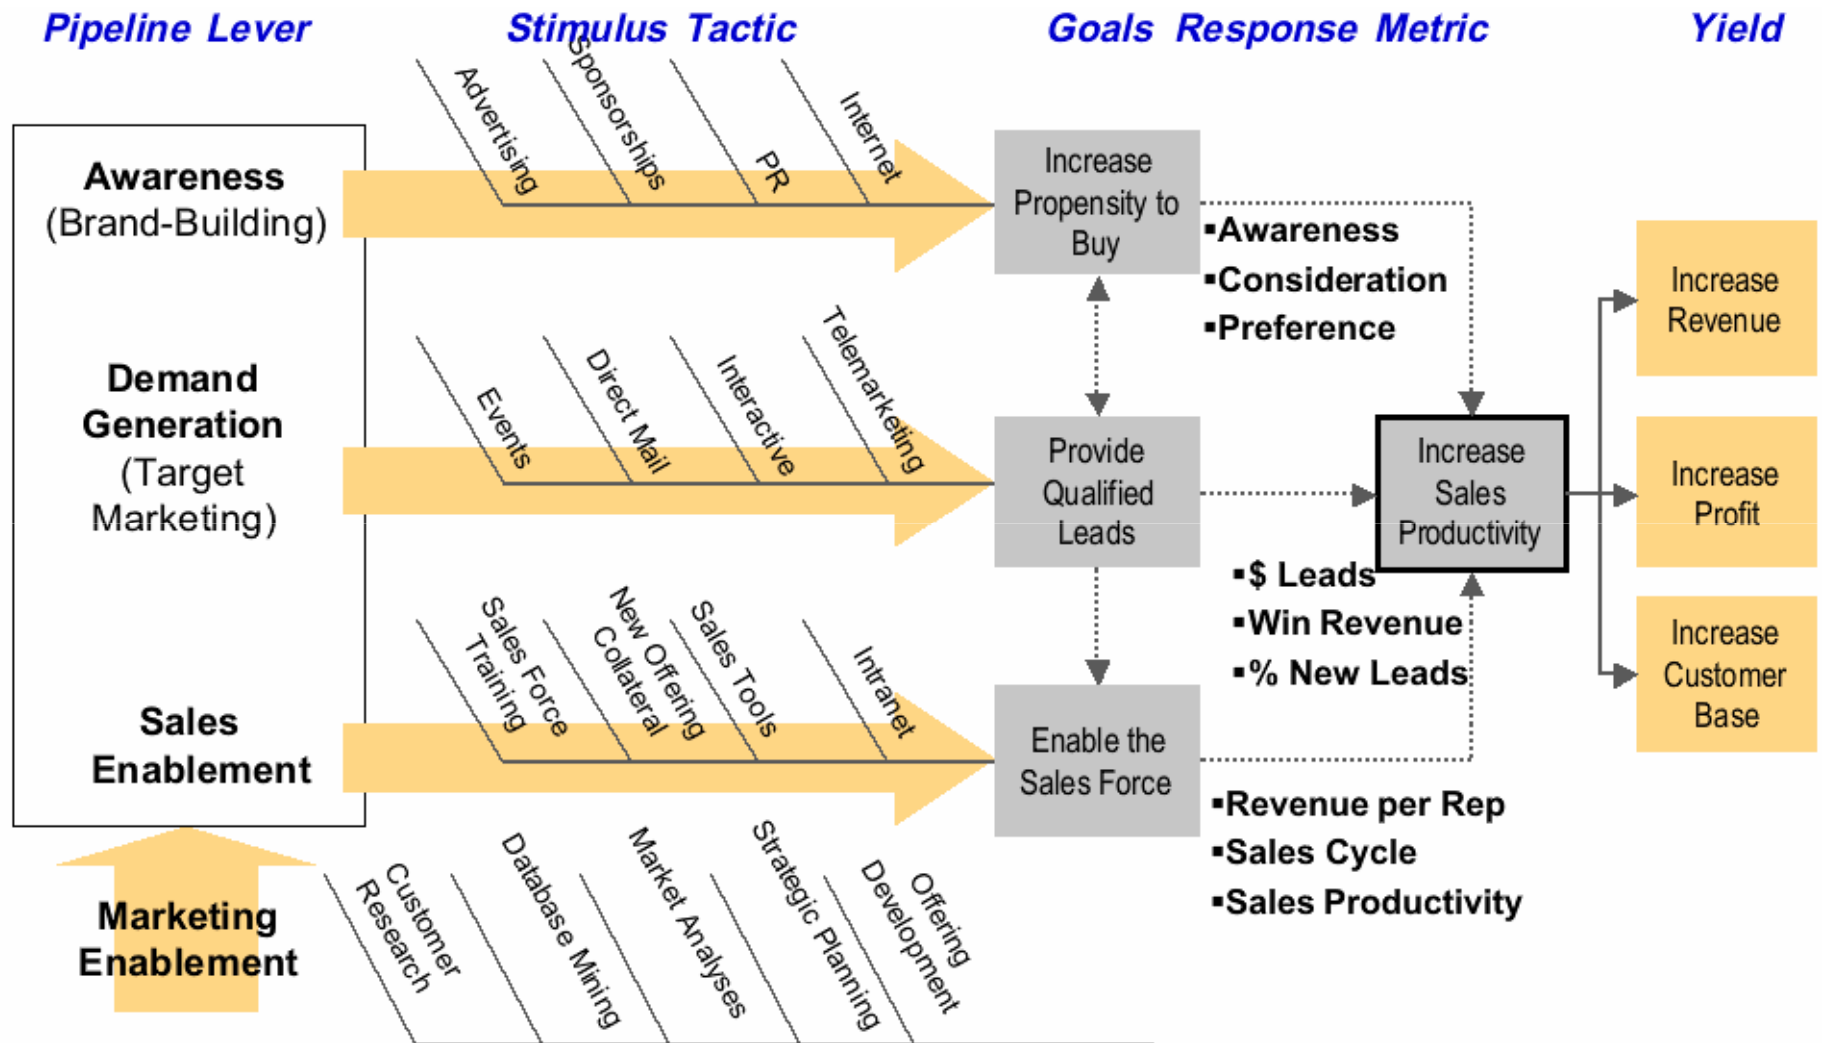 Pipeline Lever
Stimulus Tactic
Goals Response Metric
Yield
Awareness
(Brand-Building)
Advertising
Sponsorships
PR
Internet
Increase
Propensity to
Buy
▪Awareness
▪Consideration
▪Preference
Demand
Generation
(Target
Marketing)
Events
Direct Mail
Interactive
Telemarketing
Provide
Qualified
Leads
▪$ Leads
▪Win Revenue
▪% New Leads
Increase
Sales
Productivity
Increase
Revenue
Increase
Profit
Increase
Customer
Base
Sales
Enablement
Sales Force
Training
New Offering
Collateral
Sales Tools
Intranet
Enable the
Sales Force
▪Revenue per Rep
▪Sales Cycle
▪Sales Productivity
Marketing
Enablement
Customer
Research
Database Mining
Market Analyses
Strategic Planning
Offering
Development